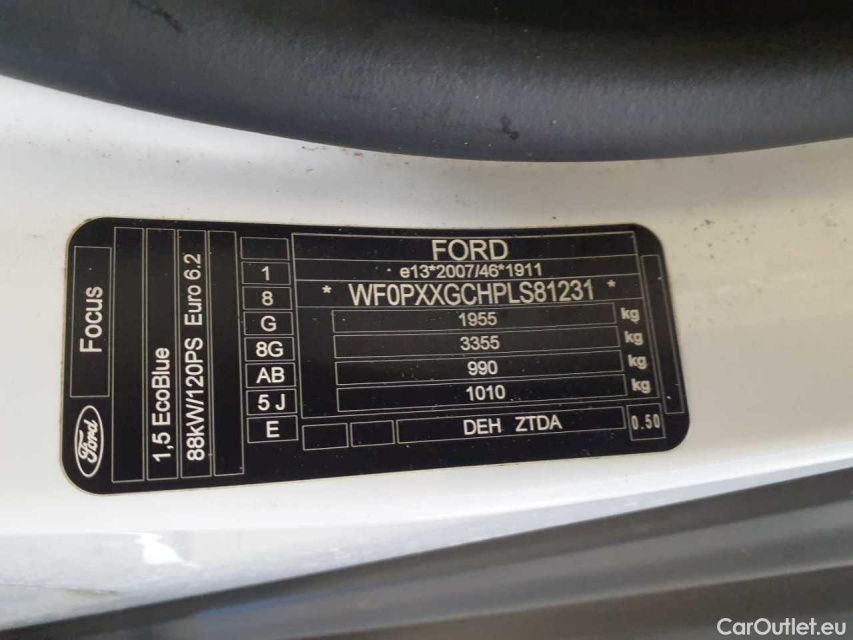 FORD
e13*2007/46*1911
* WF0PXXGCHPLS81231 *
1955 kg
3355 kg
990 kg
1010 kg
DEH ZTDA
0.50
1
8
G
8G
AB
5 J
E
Focus
Ford
1,5 EcoBlue
88kW/120PS Euro 6.2
CarOutlet.eu